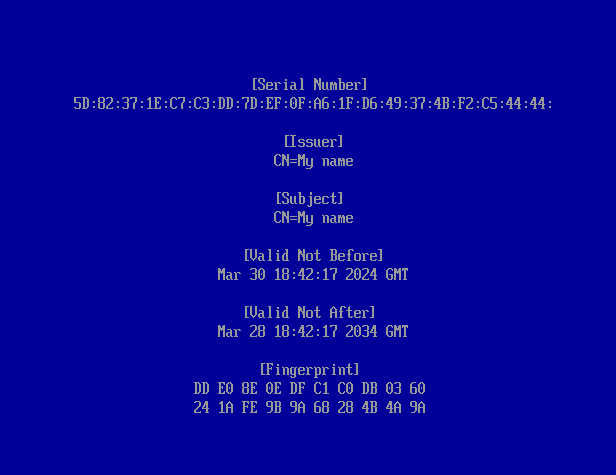 [Serial Number]
5D:82:37:1E:C7:C3:DD:7D:EF:0F:A6:1F:D6:49:37:4B:F2:C5:44:44:
[Issuer]
CN=My name
[Subject]
CN=My name
[Valid Not Before]
Mar 30 18:42:17 2024 GMT
[Valid Not After]
Mar 28 18:42:17 2034 GMT
[Fingerprint]
DD E0 8E 0E DF C1 C0 DB 03 60
24 1A FE 9B 9A 68 28 4B 4A 9A